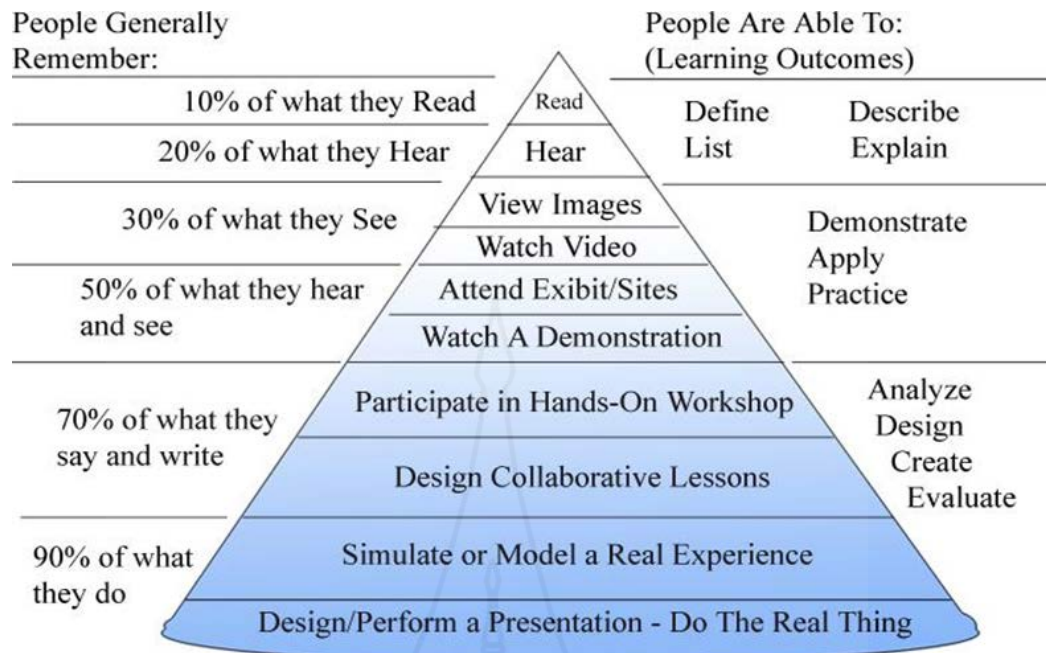 People Generally
Remember:
10% of what they Read
20% of what they Hear
30% of what they See
50% of what they hear
and see
70% of what they
say and write
90% of what
they do
Read
Hear
View Images
Watch Video
Attend Exibit/Sites
Watch A Demonstration
Participate in Hands-On Workshop
Design Collaborative Lessons
Simulate or Model a Real Experience
Design/Perform a Presentation - Do The Real Thing
People Are Able To:
(Learning Outcomes)
Define Describe
List Explain
Demonstrate
Apply
Practice
Analyze
Design
Create
Evaluate